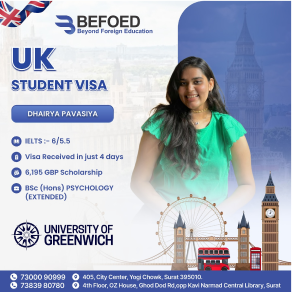 BEFOED
Beyond Foreign Education
UK
STUDENT VISA
DHAIRYA PAVASIYA
IELTS :- 6/5.5
Visa Received in just 4 days
6,195 GBP Scholarship
BSc (Hons) PSYCHOLOGY
(EXTENDED)
UNIVERSITY OF
GREENWICH
73000 90999
405, City Center, Yogi Chowk, Surat 395010.
73839 80780
4th Floor, OZ House, Ghod Dod Rd,opp Kavi Narmad Central Library, Surat